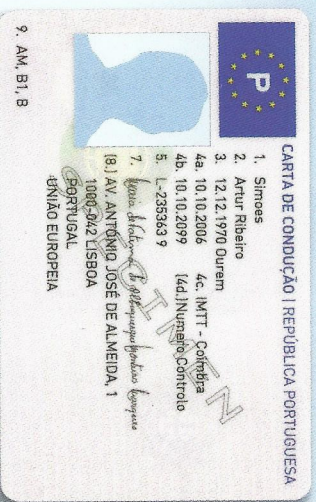 CARTA DE CONDUÇÃO | REPÚBLICA PORTUGUESA
P
1. Simoes
2. Artur Ribeiro
3. 12.12.1970 Ourem
4a. 10.10.2006 4c. IMTT - Coimbra
4b. 10.10.2099 (4d.)Numero Controlo
5. L-235363 9
7.
(8.) AV. ANTÓNIO JOSÉ DE ALMEIDA, 1
1000-042 LISBOA
PORTUGAL
UNIÃO EUROPEIA
SPECIMEN
9. AM, B1, B